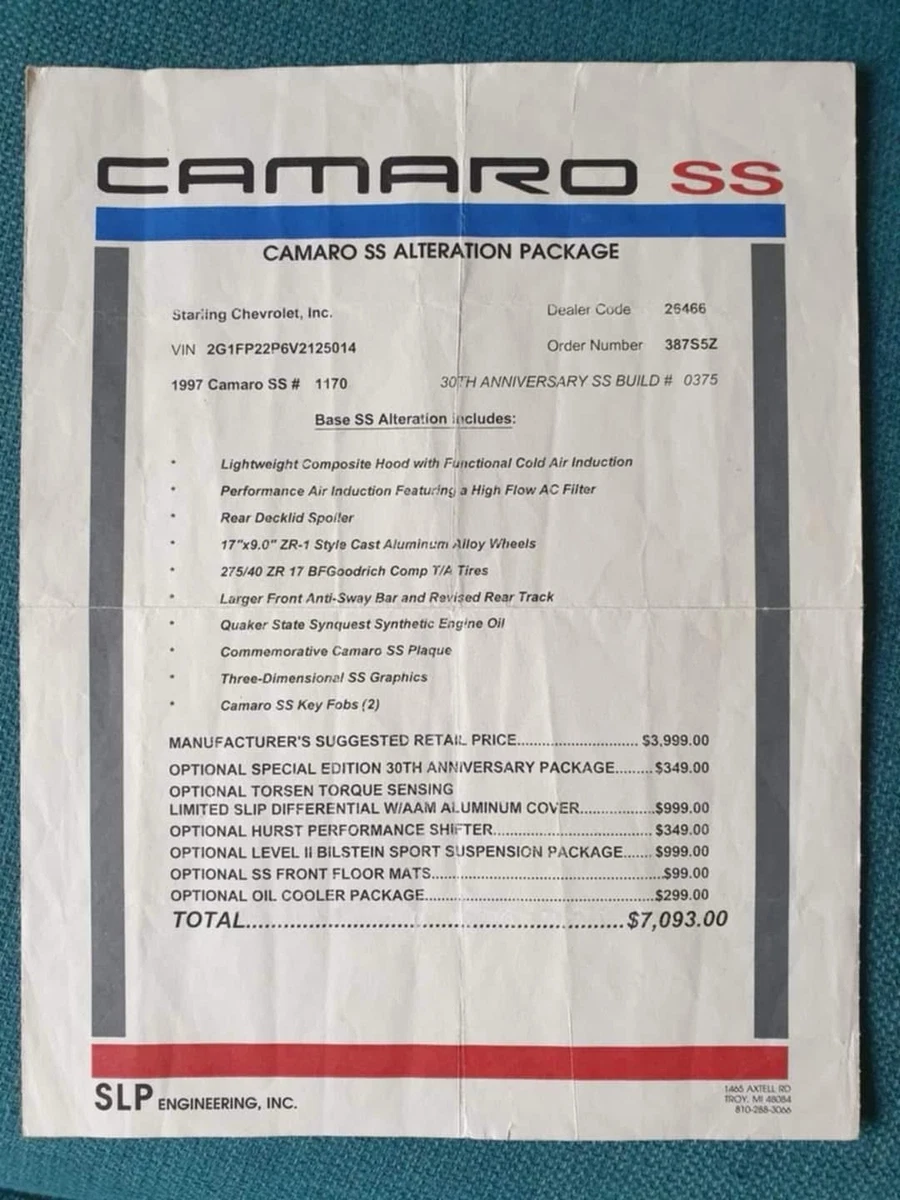 CAMARO SS
CAMARO SS ALTERATION PACKAGE
Starling Chevrolet, Inc. Dealer Code 26466
VIN 2G1FP22P6V2125014 Order Number 387S5Z
1997 Camaro SS # 1170 30TH ANNIVERSARY SS BUILD # 0375
Base SS Alteration includes:
* Lightweight Composite Hood with Functional Cold Air Induction
* Performance Air Induction Featuring a High Flow AC Filter
* Rear Decklid Spoiler
* 17"x9.0" ZR-1 Style Cast Aluminum Alloy Wheels
* 275/40 ZR 17 BFGoodrich Comp T/A Tires
* Larger Front Anti-Sway Bar and Revised Rear Track
* Quaker State Synquest Synthetic Engine Oil
* Commemorative Camaro SS Plaque
* Three-Dimensional SS Graphics
* Camaro SS Key Fobs (2)
MANUFACTURER'S SUGGESTED RETAIL PRICE............................ $3,999.00
OPTIONAL SPECIAL EDITION 30TH ANNIVERSARY PACKAGE........$349.00
OPTIONAL TORSEN TORQUE SENSING
LIMITED SLIP DIFFERENTIAL W/AAM ALUMINUM COVER.................$999.00
OPTIONAL HURST PERFORMANCE SHIFTER.....................................$349.00
OPTIONAL LEVEL II BILSTEIN SPORT SUSPENSION PACKAGE.......$999.00
OPTIONAL SS FRONT FLOOR MATS.....................................................$99.00
OPTIONAL OIL COOLER PACKAGE.....................................................$299.00
TOTAL.....................................................$7,093.00
SLP ENGINEERING, INC.
1465 AXTELL RD
TROY, MI 48084
810-288-3066